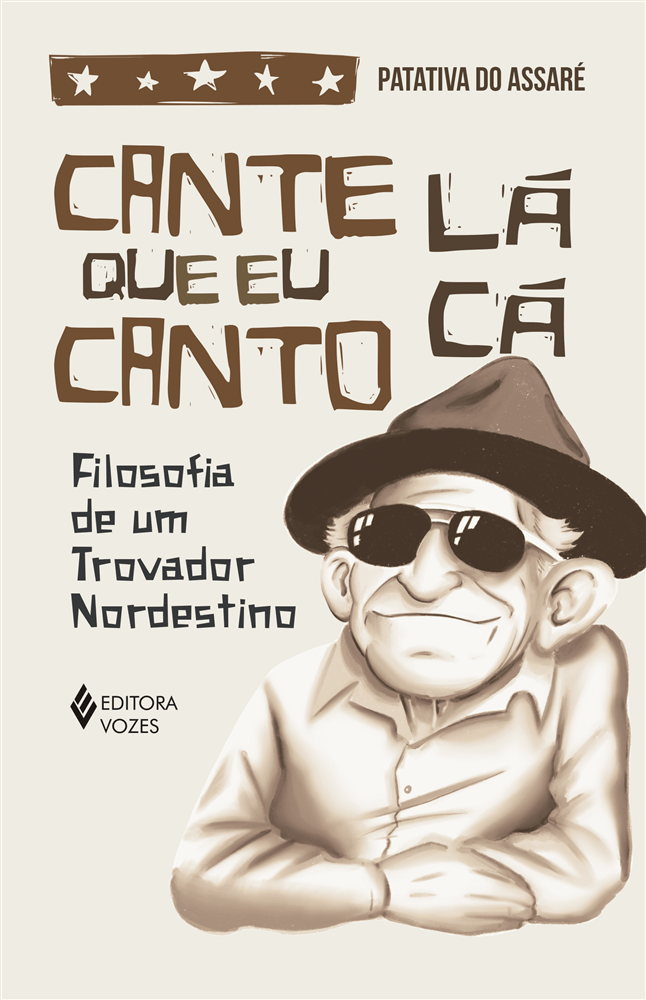 PATATIVA DO ASSARÉ
CANTE LÁ
QUE EU
CANTO CÁ
Filosofia
de um
Trovador
Nordestino
EDITORA
VOZES